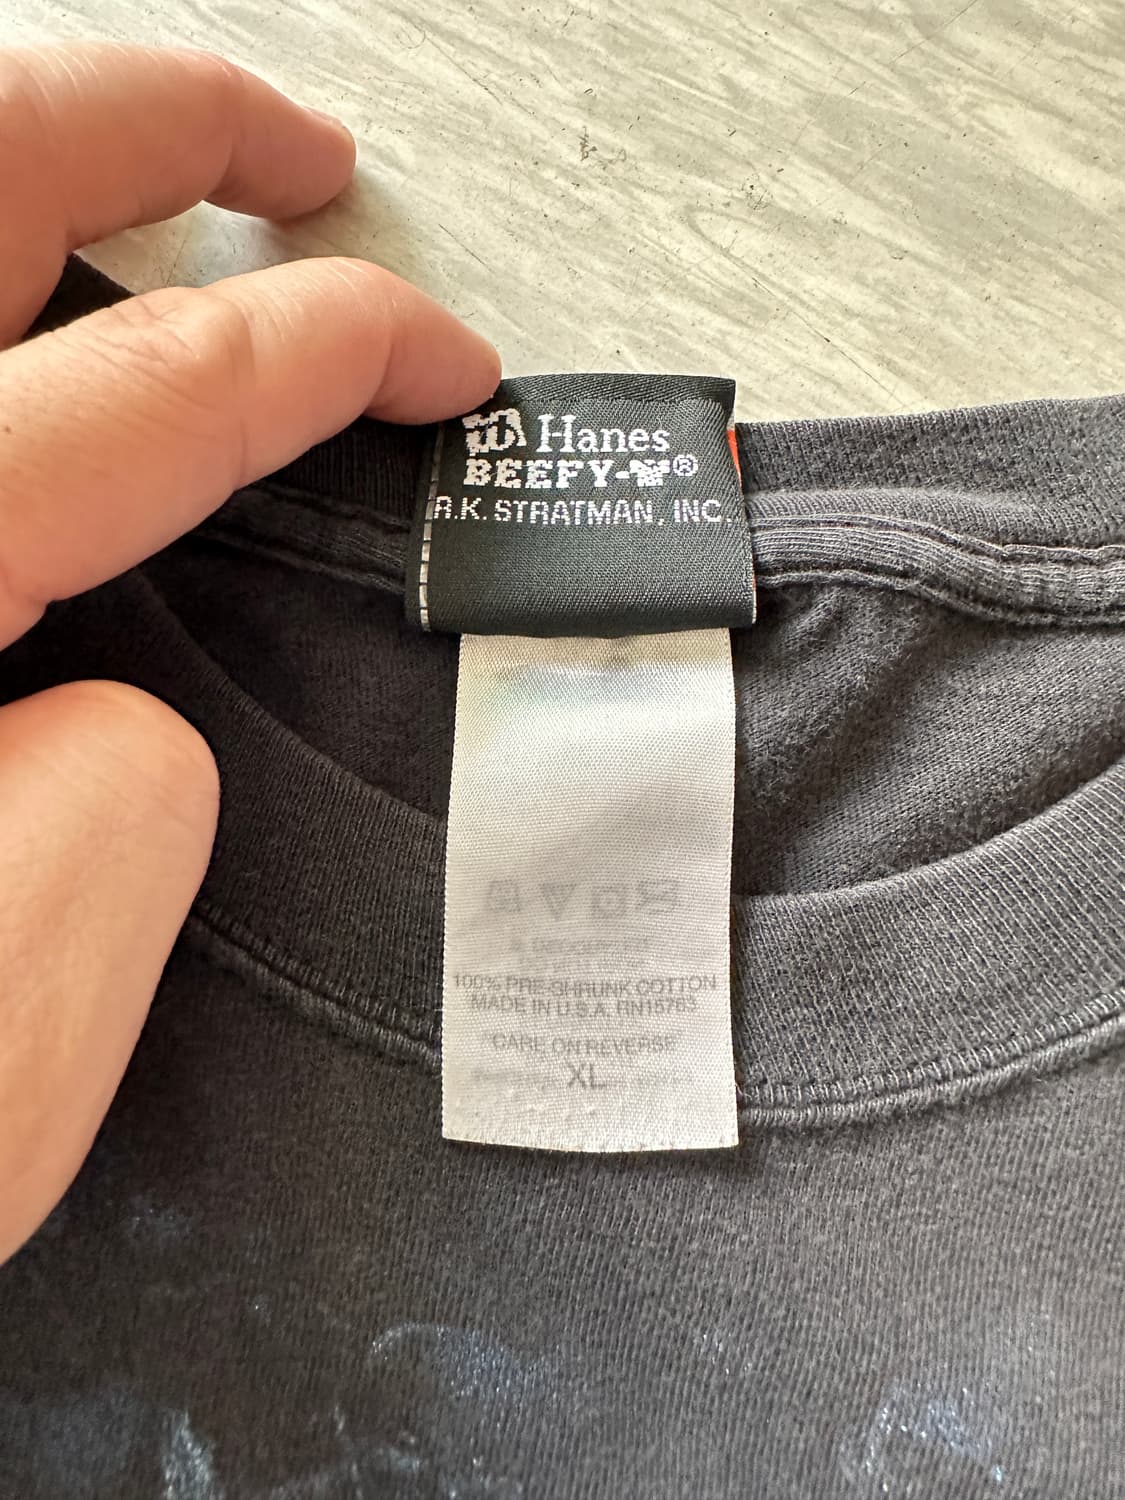 Hanes
BEEFY-T®
A.K. STRATMAN, INC.
100% PRE-SHRUNK COTTON
MADE IN U.S.A. RN15763
CARE ON REVERSE
XL